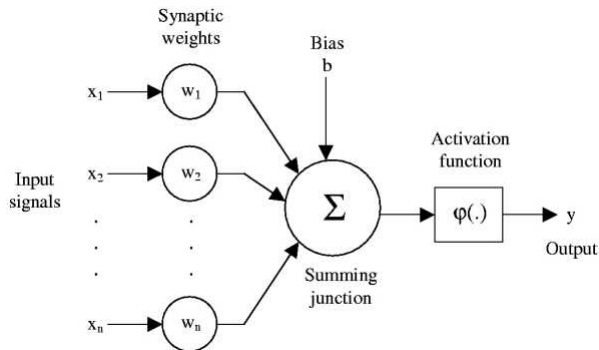 Synaptic
weights
Bias
b
x₁
w₁
Activation
function
Input
signals
x₂
w₂
Σ
φ(.)
y
Output
. .
. .
. .
Summing
junction
xₙ
wₙ